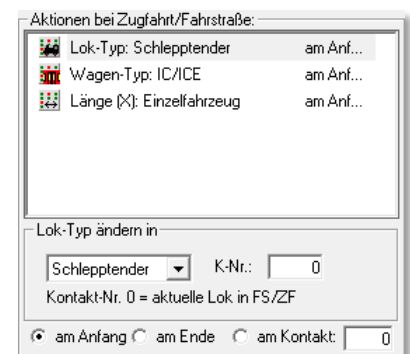 Aktionen bei Zugfahrt/Fahrstraße:
Lok-Typ: Schlepptender am Anf...
Wagen-Typ: IC/ICE am Anf...
Länge (X): Einzelfahrzeug am Anf...
Lok-Typ ändern in
Schlepptender K-Nr.: 0
Kontakt-Nr. 0 = aktuelle Lok in FS/ZF
am Anfang am Ende am Kontakt: 0